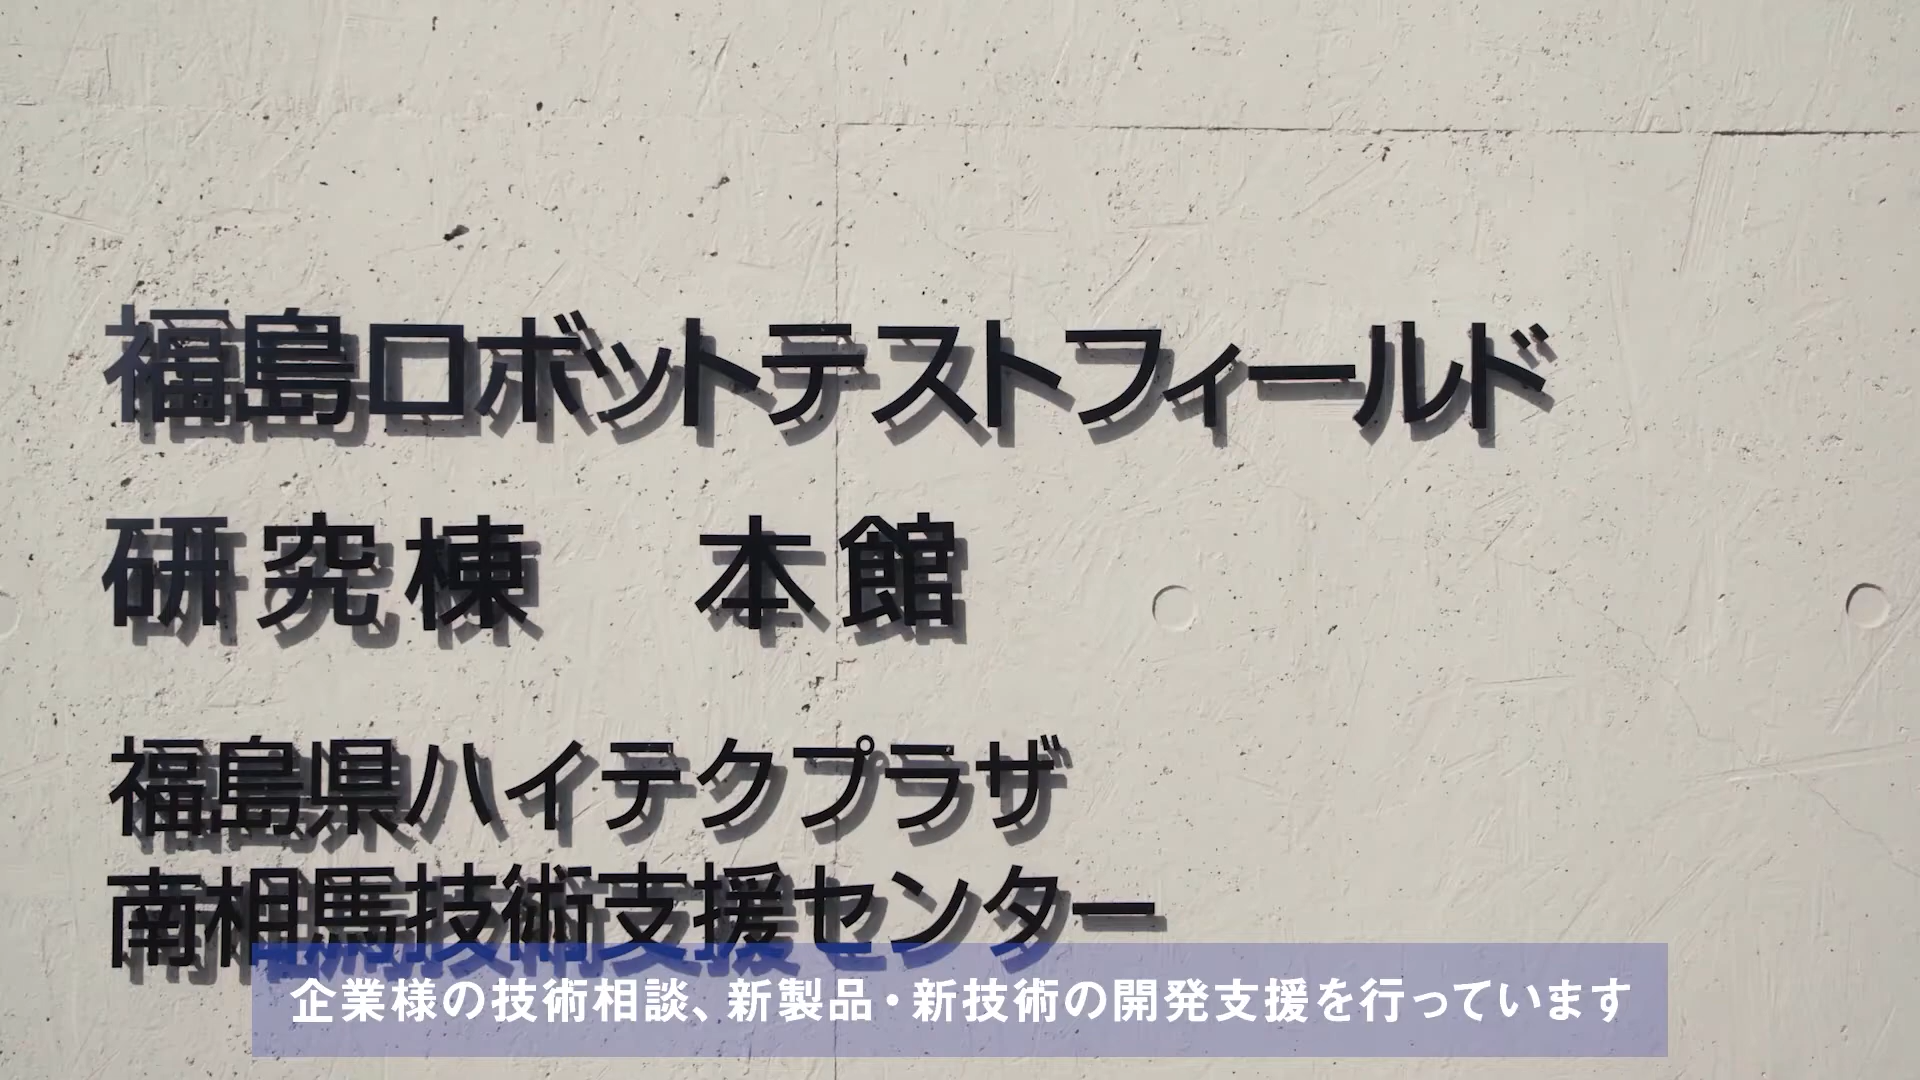 福島ロボットテストフィールド
研究棟　本館
福島県ハイテクプラザ
南相馬技術支援センター
企業様の技術相談、新製品・新技術の開発支援を行っています